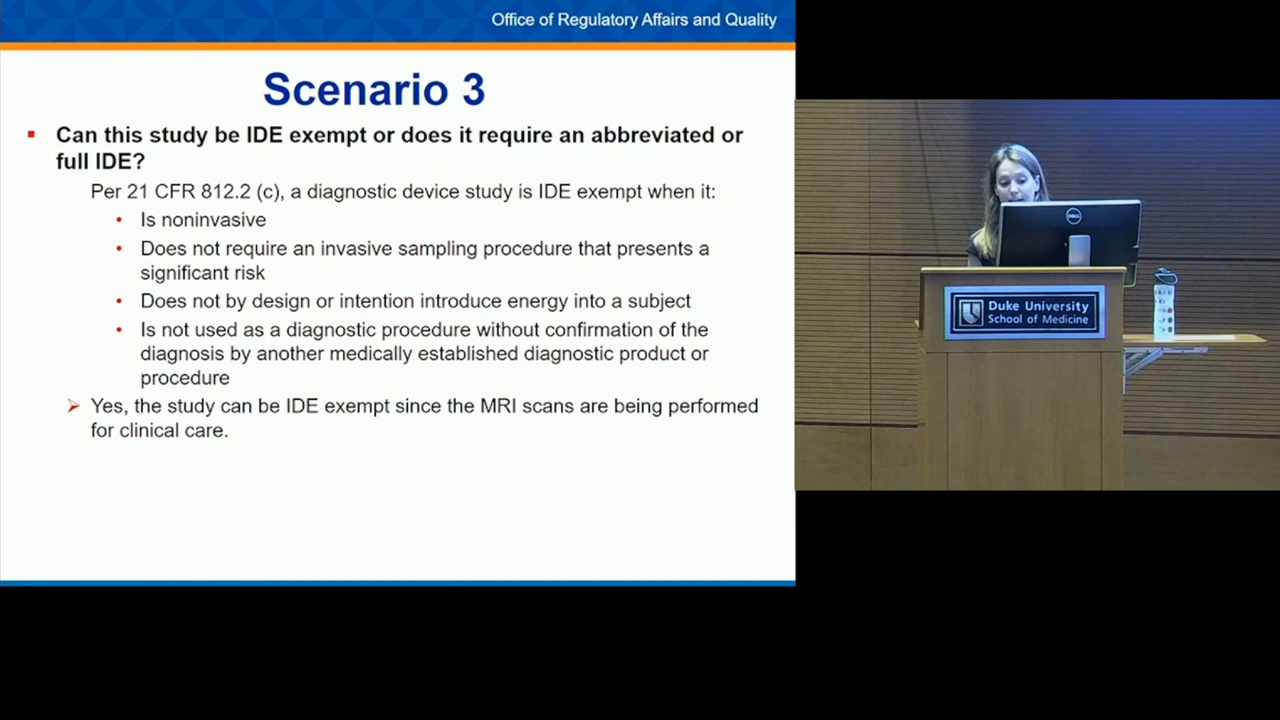 Office of Regulatory Affairs and Quality
Scenario 3
▪ Can this study be IDE exempt or does it require an abbreviated or
full IDE?
Per 21 CFR 812.2 (c), a diagnostic device study is IDE exempt when it:
• Is noninvasive
• Does not require an invasive sampling procedure that presents a
significant risk
• Does not by design or intention introduce energy into a subject
• Is not used as a diagnostic procedure without confirmation of the
diagnosis by another medically established diagnostic product or
procedure
➢ Yes, the study can be IDE exempt since the MRI scans are being performed
for clinical care.
DELL
Duke University
School of Medicine